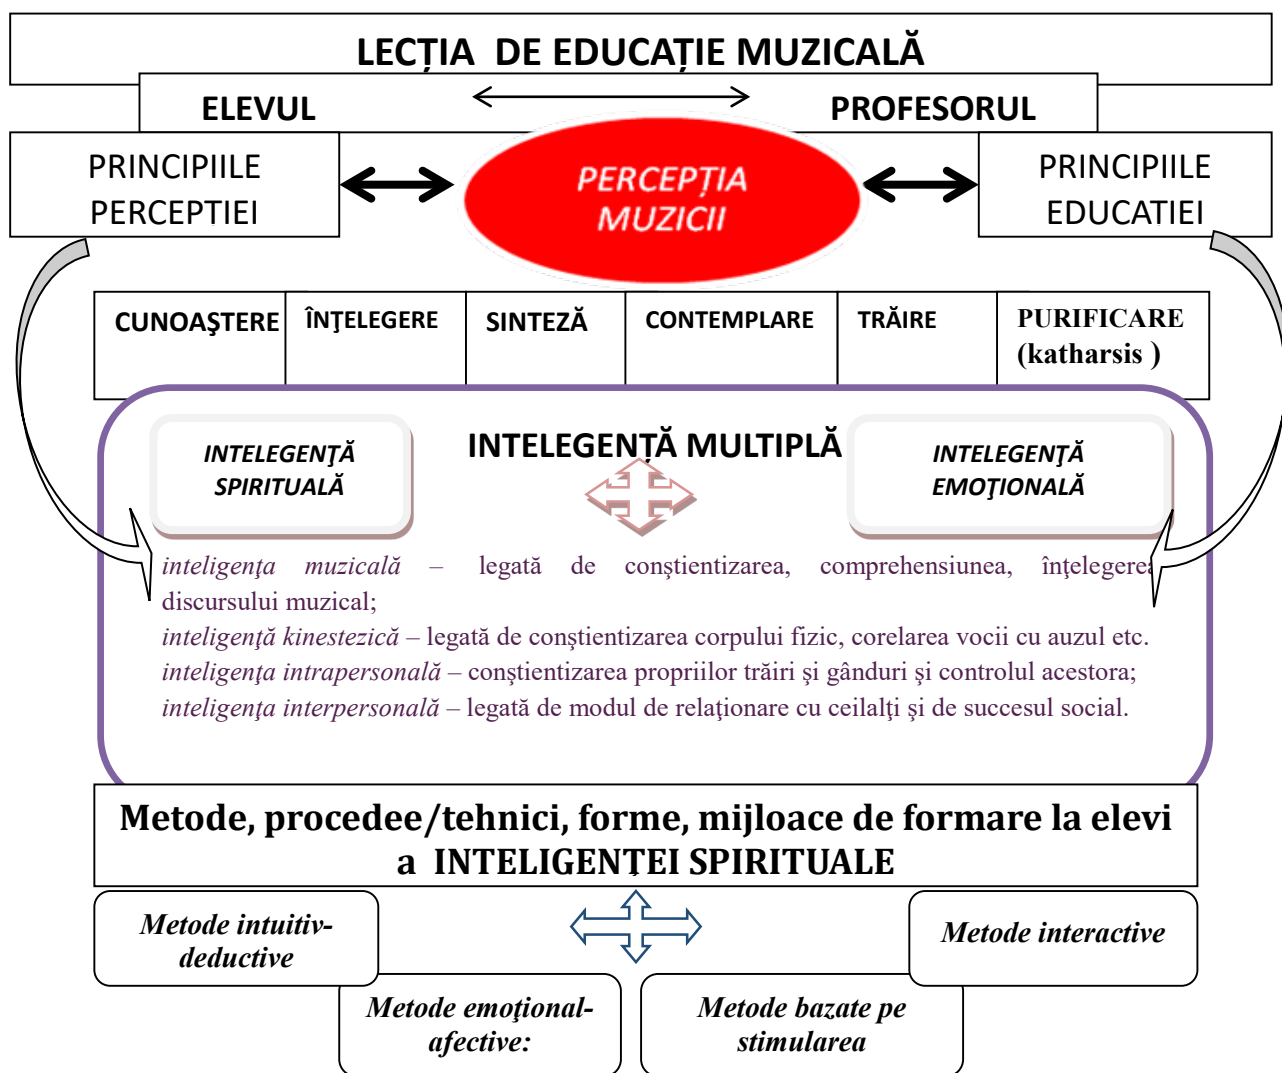 LECȚIA DE EDUCAȚIE MUZICALĂ
ELEVUL
PROFESORUL
PRINCIPIILE
PERCEPTIEI
PERCEPȚIA
MUZICII
PRINCIPIILE
EDUCATIEI
CUNOAŞTERE
ÎNŢELEGERE
SINTEZĂ
CONTEMPLARE
TRĂIRE
PURIFICARE
(katharsis )
INTELEGENŢĂ
SPIRITUALĂ
INTELEGENȚĂ MULTIPLĂ
INTELEGENŢĂ
EMOŢIONALĂ
inteligenţa muzicală – legată de conştientizarea, comprehensiunea, înţelegerea
discursului muzical;
inteligenţă kinestezică – legată de conştientizarea corpului fizic, corelarea vocii cu auzul etc.
inteligenţa intrapersonală – conştientizarea propriilor trăiri şi gânduri şi controlul acestora;
inteligenţa interpersonală – legată de modul de relaţionare cu ceilalţi şi de succesul social.
Metode, procedee/tehnici, forme, mijloace de formare la elevi
a INTELIGENȚEI SPIRITUALE
Metode intuitiv-
deductive
Metode emoţional-
afective:
Metode bazate pe
stimularea
Metode interactive